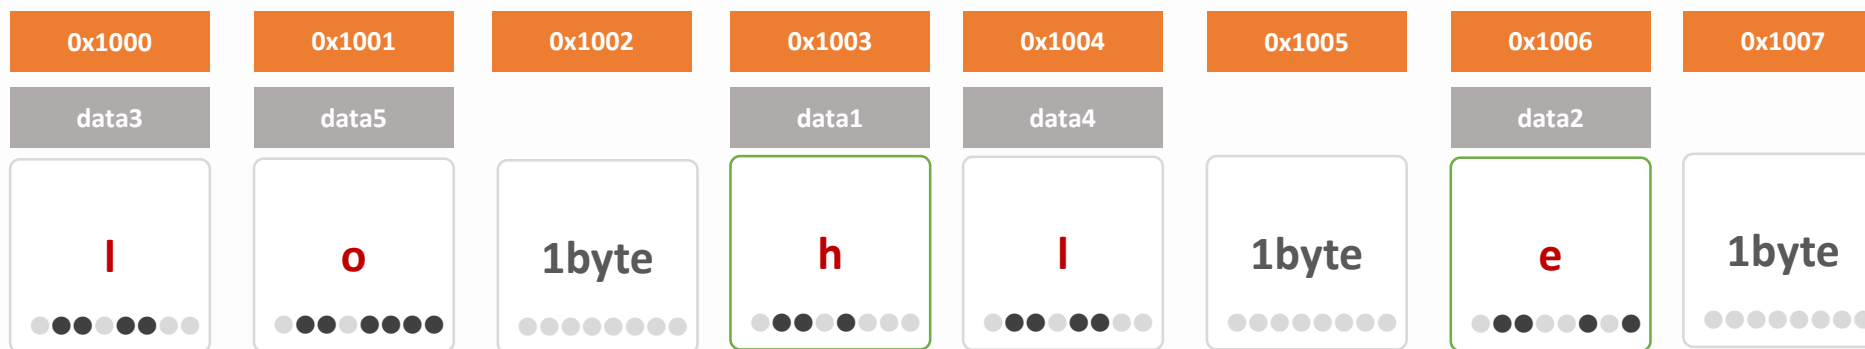 0x1000 0x1001 0x1002 0x1003 0x1004 0x1005 0x1006 0x1007
data3 data5 data1 data4 data2
l o 1byte h l 1byte e 1byte